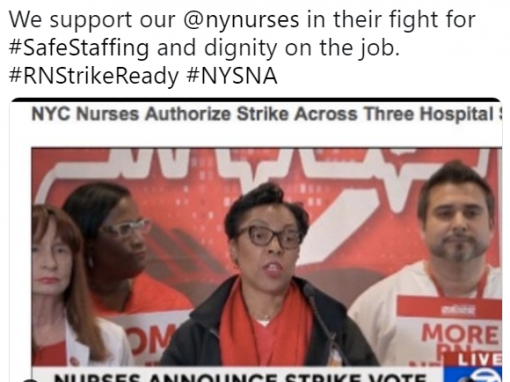 We support our @nynurses in their fight for
#SafeStaffing and dignity on the job.
#RNStrikeReady #NYSNA
NYC Nurses Authorize Strike Across Three Hospital
OM
MORE
RN
LIVE
NURSES ANNOUNCE STRIKE VOTE